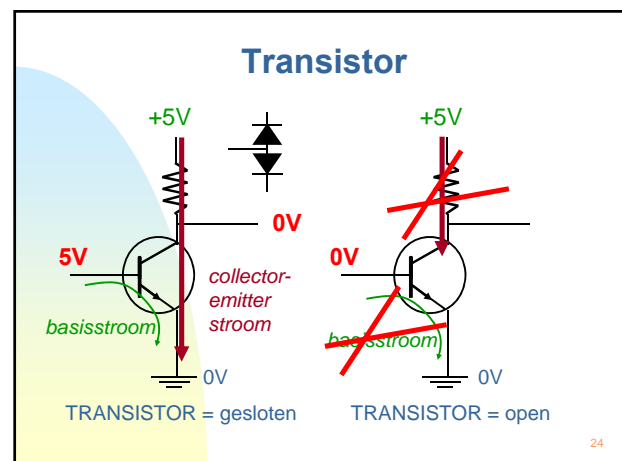 Transistor
+5V
0V
5V
collector-
emitter
stroom
basisstroom
0V
TRANSISTOR = gesloten
+5V
0V
basisstroom
0V
TRANSISTOR = open
24